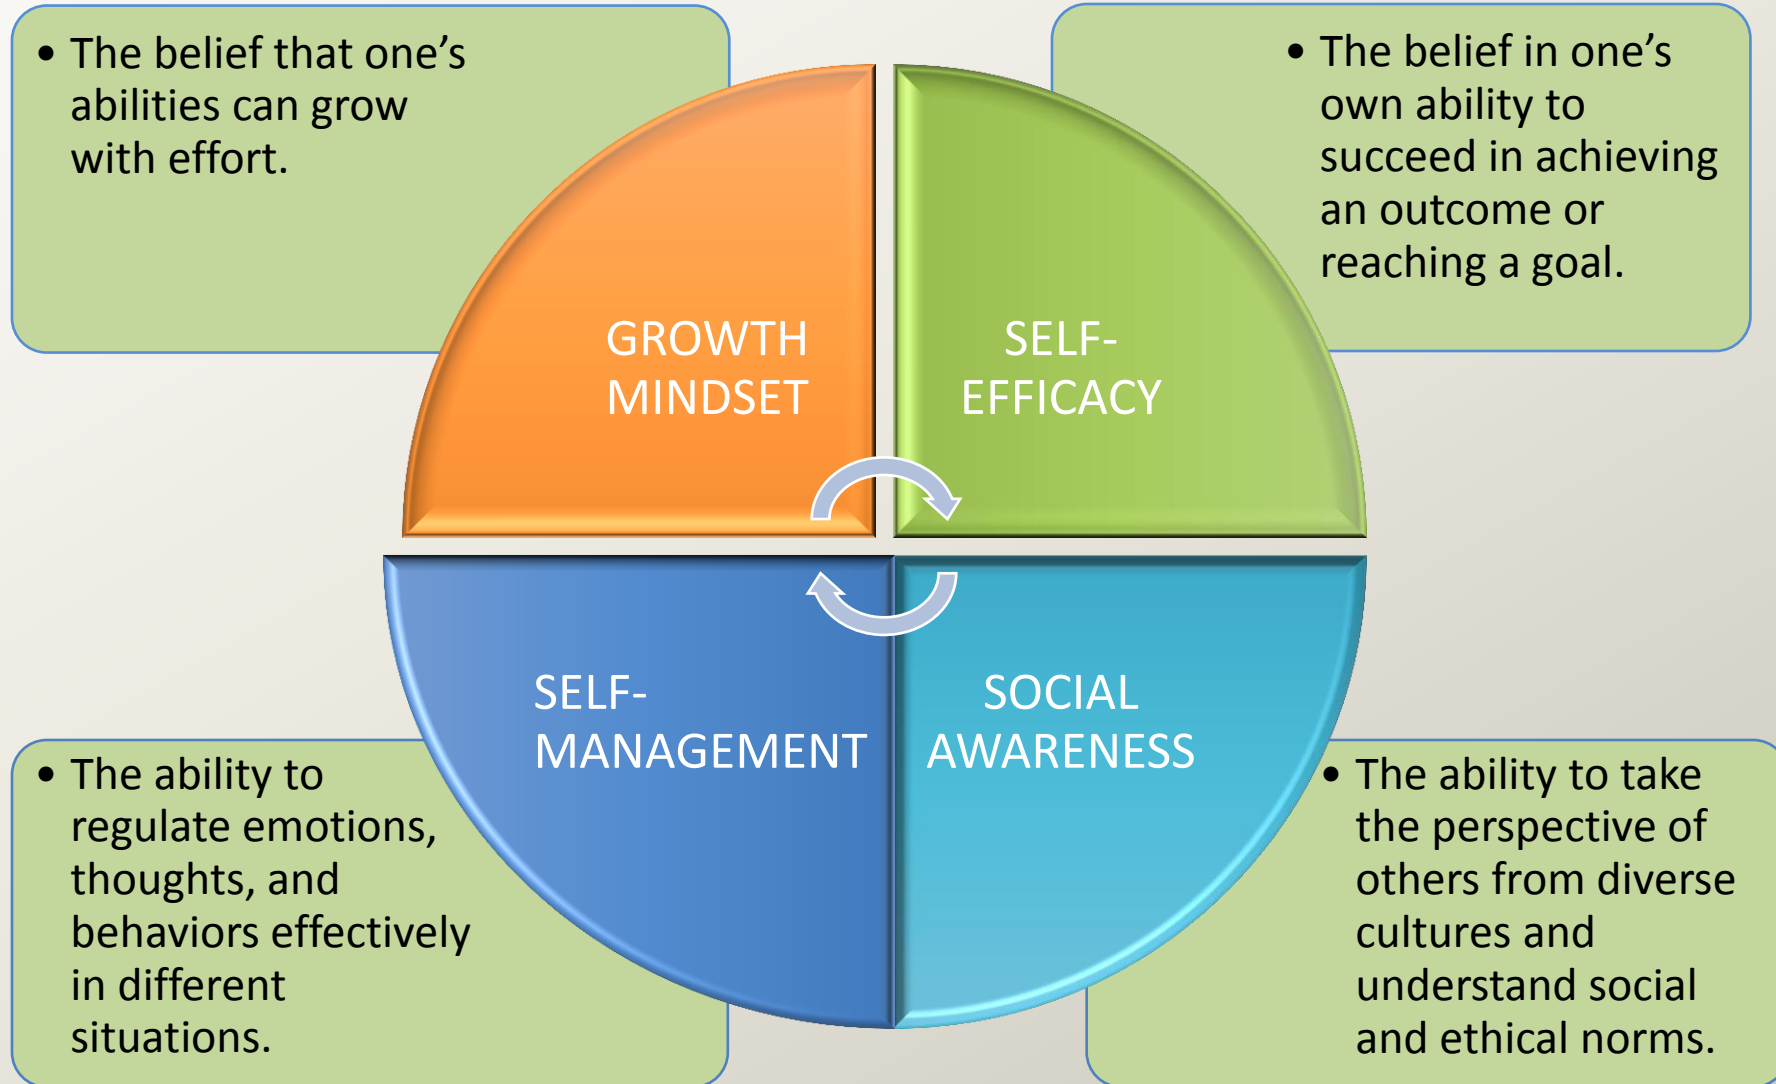 • The belief that one’s
abilities can grow
with effort.
• The belief in one’s
own ability to
succeed in achieving
an outcome or
reaching a goal.
GROWTH
MINDSET
SELF-
EFFICACY
SELF-
MANAGEMENT
SOCIAL
AWARENESS
• The ability to
regulate emotions,
thoughts, and
behaviors effectively
in different
situations.
• The ability to take
the perspective of
others from diverse
cultures and
understand social
and ethical norms.